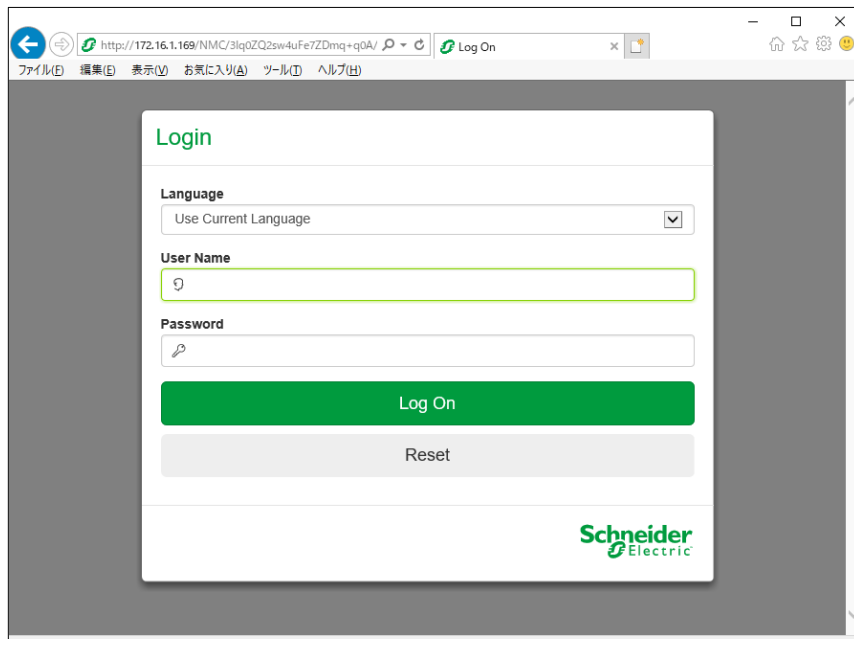 http://172.16.1.169/NMC/3lq0ZQ2sw4uFe7ZDmq+q0A/
Log On
ファイル(F) 編集(E) 表示(V) お気に入り(A) ツール(T) ヘルプ(H)
Login
Language
Use Current Language
User Name
Password
Log On
Reset
Schneider
Electric